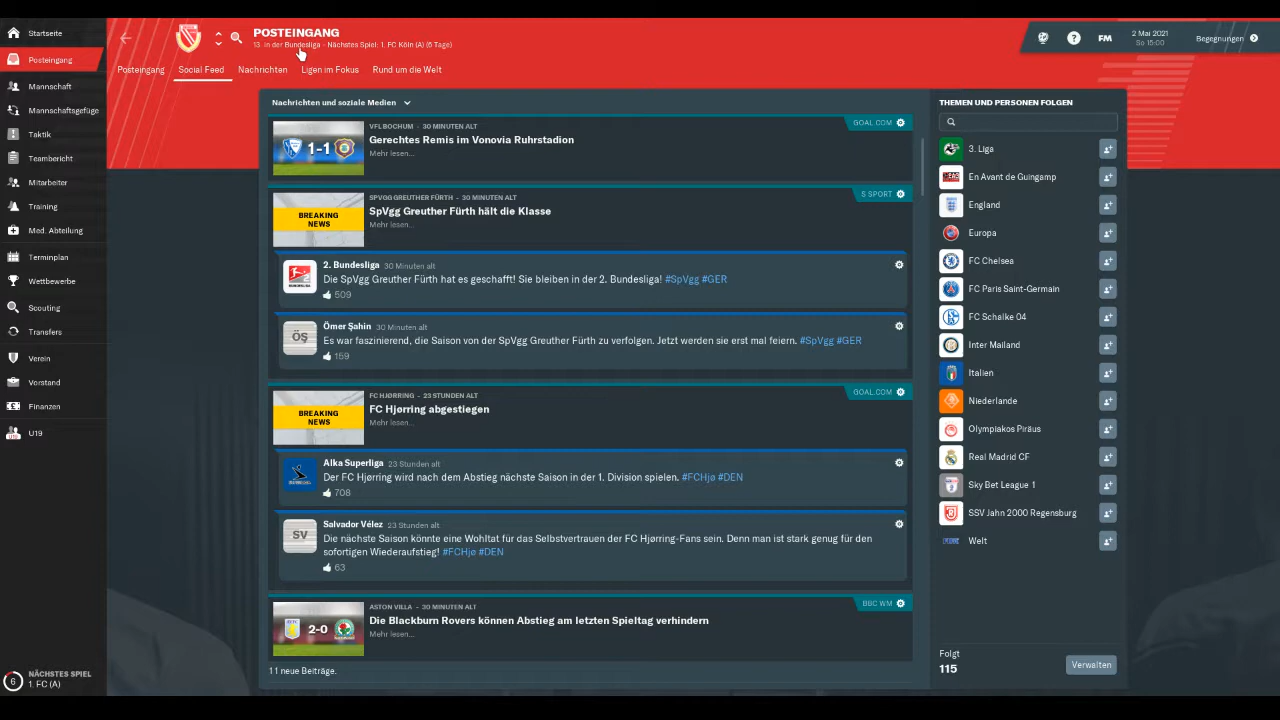 Startseite
Posteingang
Mannschaft
Mannschaftsgefüge
Taktik
Teambericht
Mitarbeiter
Training
Med. Abteilung
Terminplan
Wettbewerbe
Scouting
Transfers
Verein
Vorstand
Finanzen
U19
U19
6
NÄCHSTES SPIEL
1. FC (A)
POSTEINGANG
13. in der Bundesliga - Nächstes Spiel: 1. FC Köln (A) (6 Tage)
FM
2 Mai 2021
So 15:00
Begegnungen
Posteingang
Social Feed
Nachrichten
Ligen im Fokus
Rund um die Welt
Nachrichten und soziale Medien
GOAL.COM
1-1
VFL BOCHUM - 30 MINUTEN ALT
Gerechtes Remis im Vonovia Ruhrstadion
Mehr lesen...
S SPORT
BREAKING
NEWS
SPVGG GREUTHER FÜRTH - 30 MINUTEN ALT
SpVgg Greuther Fürth hält die Klasse
Mehr lesen...
2. Bundesliga 30 Minuten alt
Die SpVgg Greuther Fürth hat es geschafft! Sie bleiben in der 2. Bundesliga! #SpVgg #GER
509
ÖŞ
Ömer Şahin 30 Minuten alt
Es war faszinierend, die Saison von der SpVgg Greuther Fürth zu verfolgen. Jetzt werden sie erst mal feiern. #SpVgg #GER
159
GOAL.COM
BREAKING
NEWS
FC HJØRRING - 23 STUNDEN ALT
FC Hjørring abgestiegen
Mehr lesen...
Alka Superliga 23 Stunden alt
Der FC Hjørring wird nach dem Abstieg nächste Saison in der 1. Division spielen. #FCHjø #DEN
708
SV
Salvador Vélez 23 Stunden alt
Die nächste Saison könnte eine Wohltat für das Selbstvertrauen der FC Hjørring-Fans sein. Denn man ist stark genug für den
sofortigen Wiederaufstieg! #FCHjø #DEN
63
BBC WM
2-0
ASTON VILLA - 30 MINUTEN ALT
Die Blackburn Rovers können Abstieg am letzten Spieltag verhindern
Mehr lesen...
11 neue Beiträge.
THEMEN UND PERSONEN FOLGEN
3. Liga
En Avant de Guingamp
England
Europa
FC Chelsea
FC Paris Saint-Germain
FC Schalke 04
Inter Mailand
Italien
Niederlande
Olympiakos Piräus
Real Madrid CF
Sky Bet League 1
SSV Jahn 2000 Regensburg
Welt
Folgt
115
Verwalten